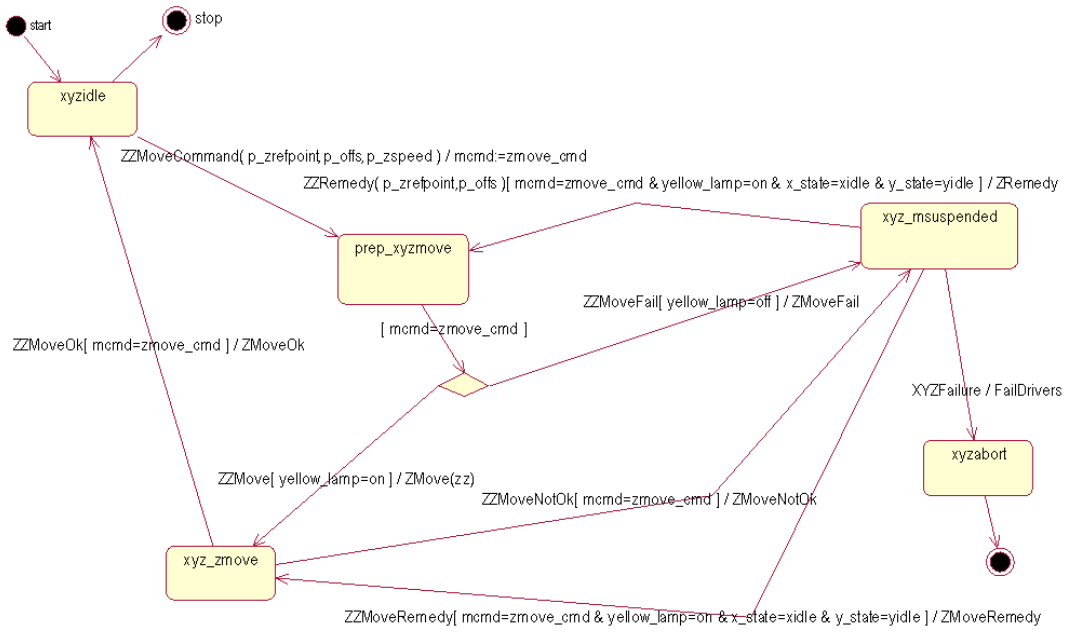 start
stop
xyzidle
ZZMoveCommand( p_zrefpoint, p_offs, p_zspeed ) / mcmd:=zmove_cmd
ZZRemedy( p_zrefpoint,p_offs )[ mcmd=zmove_cmd & yellow_lamp=on & x_state=xidle & y_state=yidle ] / ZRemedy
xyz_msuspended
prep_xyzmove
ZZMoveFail[ yellow_lamp=off ] / ZMoveFail
[ mcmd=zmove_cmd ]
ZZMoveOk[ mcmd=zmove_cmd ] / ZMoveOk
XYZFailure / FailDrivers
xyzabort
ZZMove[ yellow_lamp=on ] / ZMove(zz)
ZZMoveNotOk[ mcmd=zmove_cmd ] / ZMoveNotOk
xyz_zmove
ZZMoveRemedy[ mcmd=zmove_cmd & yellow_lamp=on & x_state=xidle & y_state=yidle ] / ZMoveRemedy